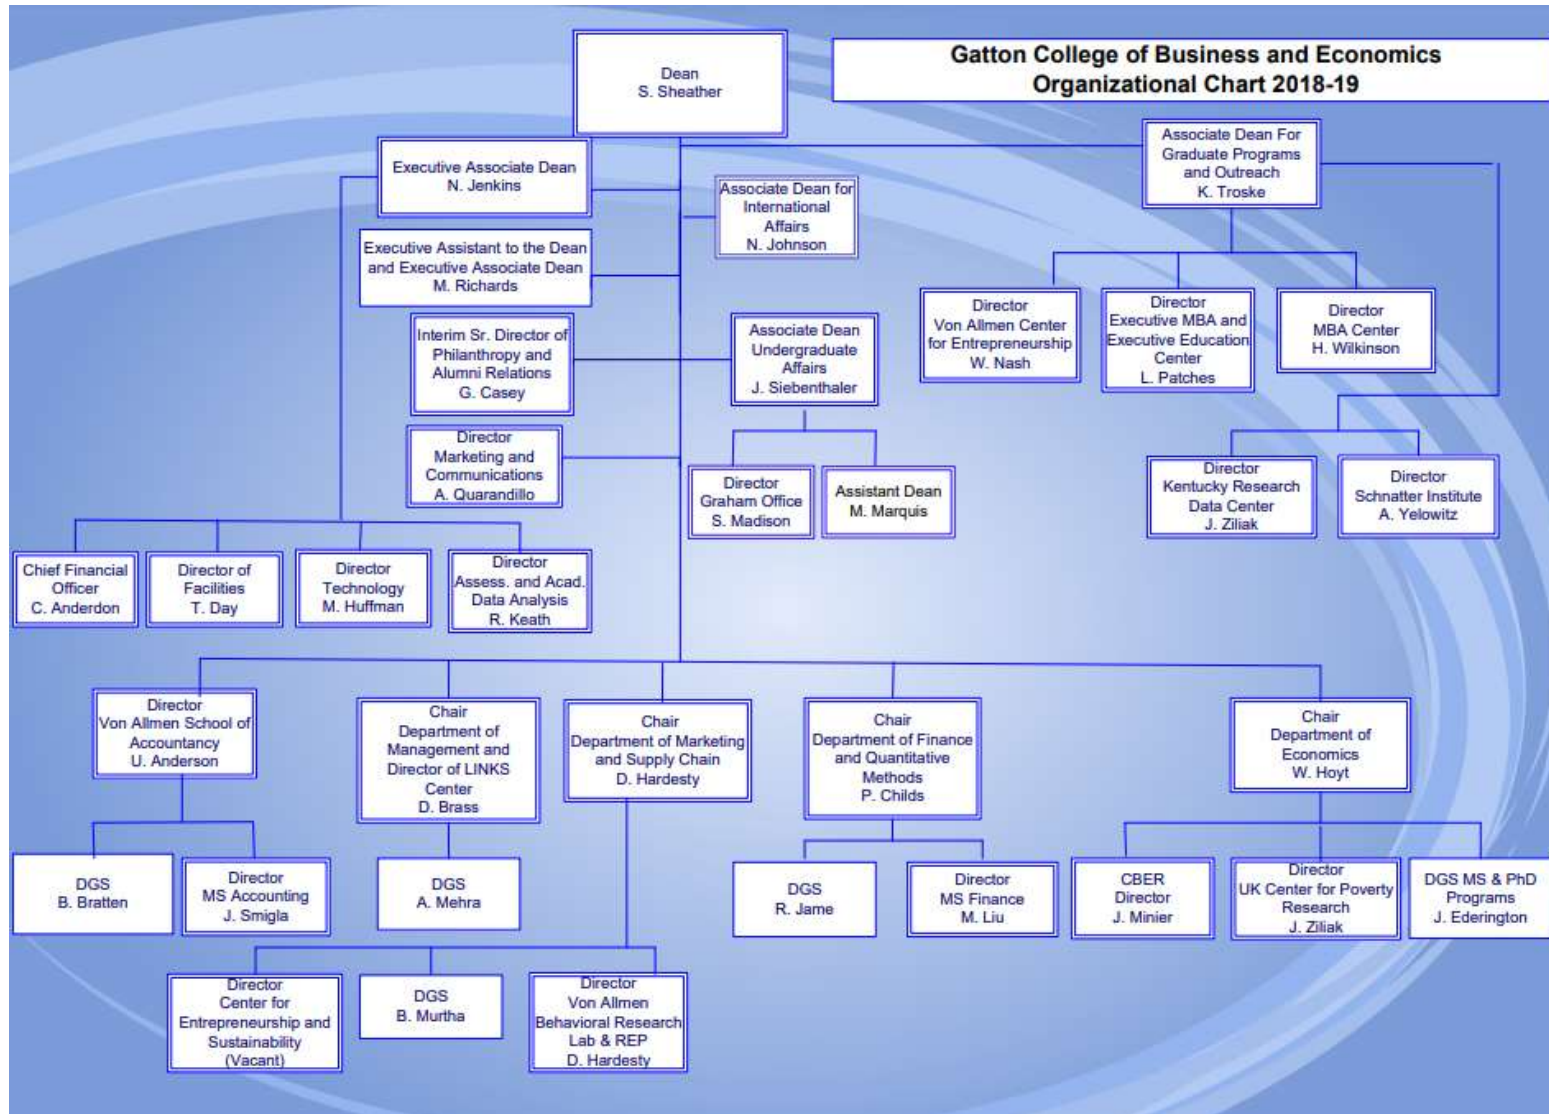 Gatton College of Business and Economics
Organizational Chart 2018-19
Dean
S. Sheather
Executive Associate Dean
N. Jenkins
Associate Dean For
Graduate Programs
and Outreach
K. Troske
Associate Dean for
International
Affairs
N. Johnson
Executive Assistant to the Dean
and Executive Associate Dean
M. Richards
Interim Sr. Director of
Philanthropy and
Alumni Relations
G. Casey
Associate Dean
Undergraduate
Affairs
J. Siebenthaler
Director
Von Allmen Center
for Entrepreneurship
W. Nash
Director
Executive MBA and
Executive Education
Center
L. Patches
Director
MBA Center
H. Wilkinson
Director
Marketing and
Communications
A. Quarandillo
Director
Graham Office
S. Madison
Assistant Dean
M. Marquis
Director
Kentucky Research
Data Center
J. Ziliak
Director
Schnatter Institute
A. Yelowitz
Chief Financial
Officer
C. Anderdon
Director of
Facilities
T. Day
Director
Technology
M. Huffman
Director
Assess. and Acad.
Data Analysis
R. Keath
Director
Von Allmen School of
Accountancy
U. Anderson
Chair
Department of
Management and
Director of LINKS
Center
D. Brass
Chair
Department of Marketing
and Supply Chain
D. Hardesty
Chair
Department of Finance
and Quantitative
Methods
P. Childs
Chair
Department of
Economics
W. Hoyt
DGS
B. Bratten
Director
MS Accounting
J. Smigla
DGS
A. Mehra
DGS
R. Jame
Director
MS Finance
M. Liu
CBER
Director
J. Minier
Director
UK Center for Poverty
Research
J. Ziliak
DGS MS & PhD
Programs
J. Ederington
Director
Center for
Entrepreneurship and
Sustainability
(Vacant)
DGS
B. Murtha
Director
Von Allmen
Behavioral Research
Lab & REP
D. Hardesty